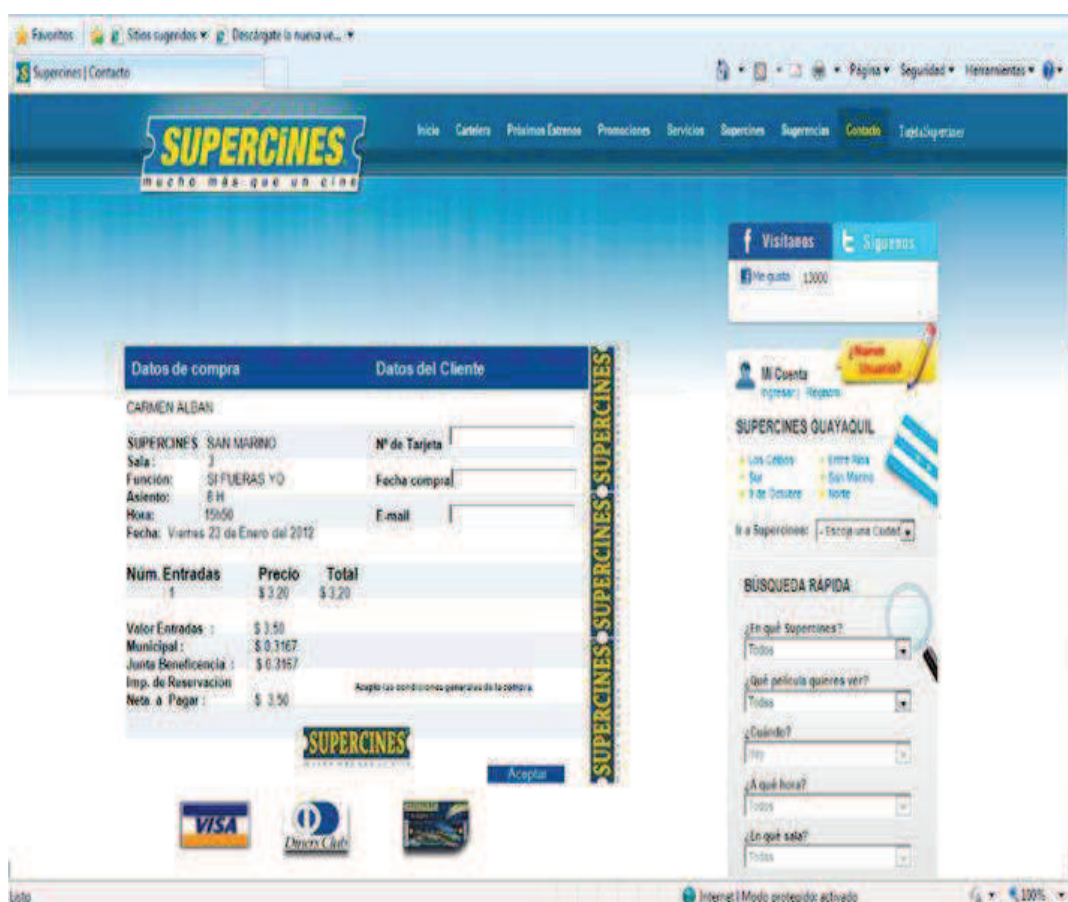 Favoritos Sitios sugeridos Descárgate la nueva ve...
Supercines | Contacto
Página Seguridad Herramientas
SUPERCINES
mucho más que un cine
Inicio Cartelera Próximos Estrenos Promociones Servicios Supercines Sugerencias Contacto Tarjeta Supercines
Visítanos Síguenos
Me gusta 13000
¿Nuevo Usuario?
Mi Cuenta
Ingresar | Registro
SUPERCINES GUAYAQUIL
Los Ceibos Entre Ríos
Sur San Marino
9 de Octubre Norte
Ir a Supercines: - Escoja una Ciudad
BÚSQUEDA RÁPIDA
¿En qué Supercines?
Todos
¿Qué película quieres ver?
Todas
¿Cuándo?
Hoy
¿A qué hora?
Todos
¿En qué sala?
Todas
Datos de compra Datos del Cliente
CARMEN ALBAN
SUPERCINES SAN MARINO Nº de Tarjeta
Sala: 3
Función: SI FUERAS YO Fecha compra
Asiento: 8 H
Hora: 15h50 E-mail
Fecha: Viernes 23 de Enero del 2012
Núm. Entradas Precio Total
1 $ 3.20 $ 3.20
Valor Entradas : $ 3.50
Municipal : $ 0.3167
Junta Beneficencia : $ 0.3167
Imp. de Reservación
Neto a Pagar : $ 3.50
Acepto las condiciones generales de la compra
SUPERCINES
Aceptar
SUPERCINES SUPERCINES SUPERCINES
VISA
Diners Club
Listo
Internet | Modo protegido: activado
100%